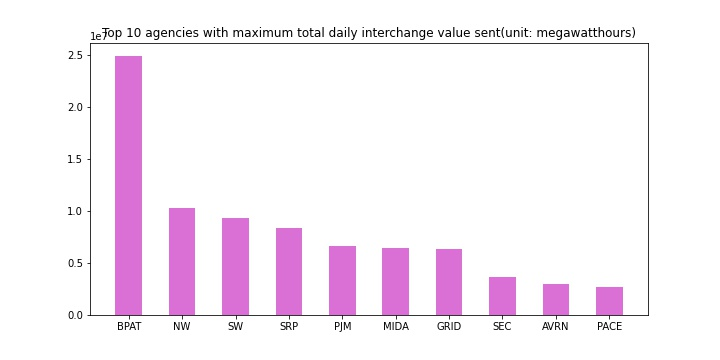 Top 10 agencies with maximum total daily interchange value sent(unit: megawatthours)
1e7
2.5
2.0
1.5
1.0
0.5
0.0
BPAT NW SW SRP PJM MIDA GRID SEC AVRN PACE